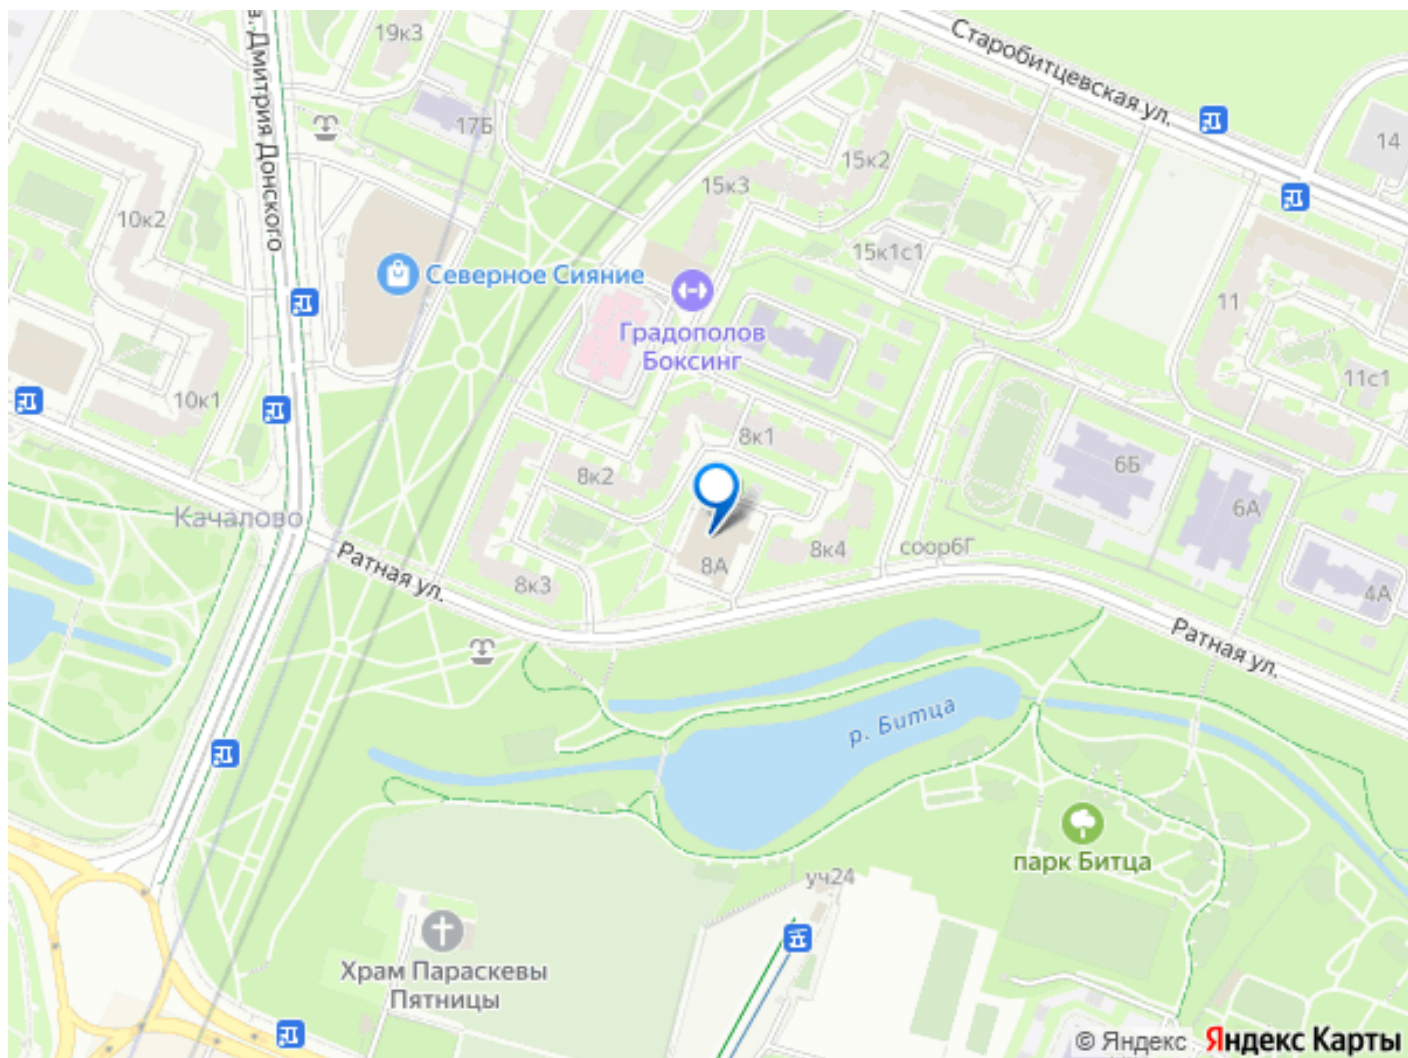 19к3
Старобитцевская ул.
в. Дмитрия Донского
17Б
14
15к2
15к3
10к2
15к1с1
Северное Сияние
11
Градополов
Боксинг
11с1
10к1
8к1
6Б
8к2
6А
Качалово
8к4
соор6Г
Ратная ул.
8А
8к3
4А
Ратная ул.
р. Битца
парк Битца
уч24
Храм Параскевы
Пятницы
© Яндекс Яндекс Карты